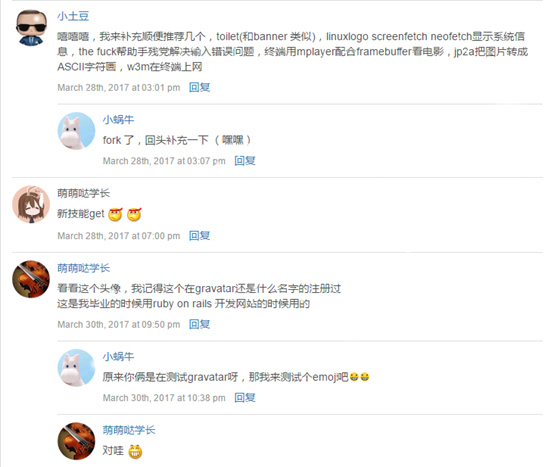 小土豆
嘻嘻嘻，我来补充顺便推荐几个，toilet(和banner 类似)，linuxlogo screenfetch neofetch显示系统信
息，the fuck帮助手残党解决输入错误问题，终端用mplayer配合framebuffer看电影，jp2a把图片转成
ASCII字符画，w3m在终端上网
March 28th, 2017 at 03:01 pm 回复
小蜗牛
fork 了，回头补充一下（嘿嘿）
March 28th, 2017 at 03:07 pm 回复
萌萌哒学长
新技能get
March 28th, 2017 at 07:00 pm 回复
萌萌哒学长
看看这个头像，我记得这个在gravatar还是什么名字的注册过
这是我毕业的时候用ruby on rails 开发网站的时候用的
March 30th, 2017 at 09:50 pm 回复
小蜗牛
原来你俩是在测试gravatar呀，那我来测试个emoj吧😂😂
March 30th, 2017 at 10:38 pm 回复
萌萌哒学长
对哇